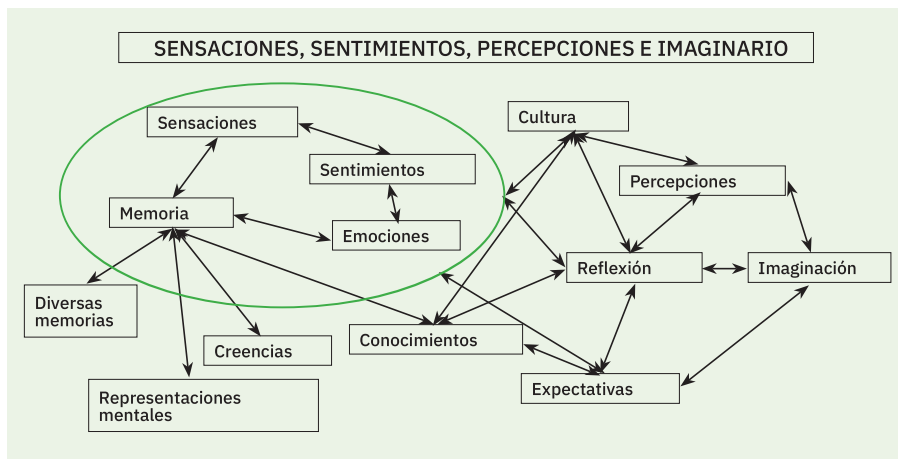 SENSACIONES, SENTIMIENTOS, PERCEPCIONES E IMAGINARIO
Sensaciones
Cultura
Sentimientos
Percepciones
Memoria
Emociones
Reflexión
Imaginación
Diversas
memorias
Creencias
Conocimientos
Representaciones
mentales
Expectativas